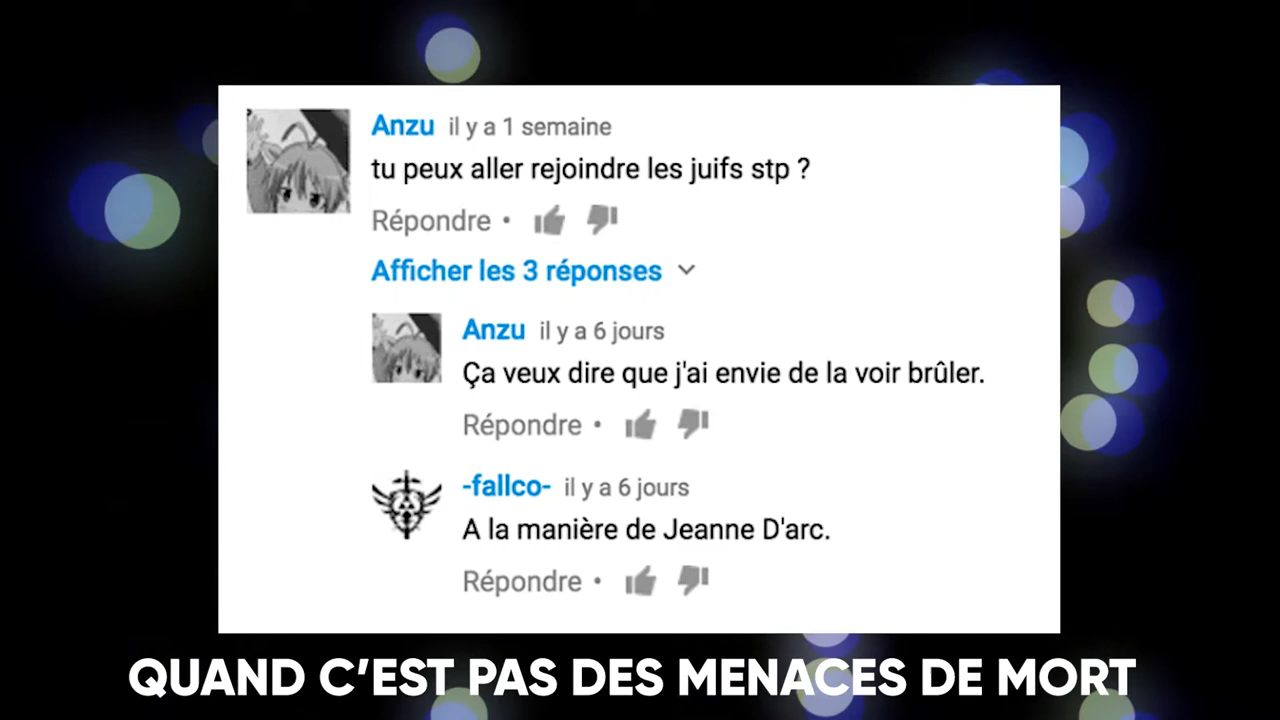 Anzu il y a 1 semaine
tu peux aller rejoindre les juifs stp ?
Répondre •
Afficher les 3 réponses
Anzu il y a 6 jours
Ça veux dire que j'ai envie de la voir brûler.
Répondre •
-fallco- il y a 6 jours
A la manière de Jeanne D'arc.
Répondre •
QUAND C'EST PAS DES MENACES DE MORT